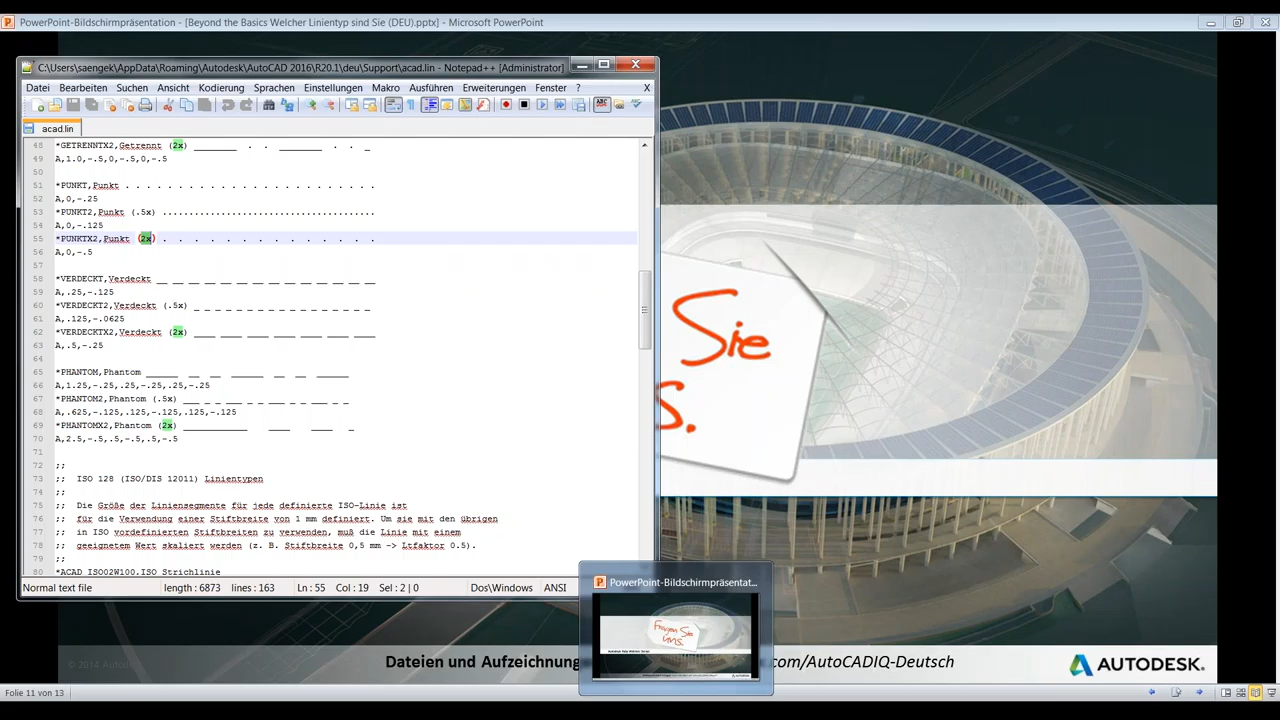 PowerPoint-Bildschirmpräsentation - [Beyond the Basics Welcher Linientyp sind Sie (DEU).pptx] - Microsoft PowerPoint
C:\Users\saengek\AppData\Roaming\Autodesk\AutoCAD 2016\R20.1\deu\Support\acad.lin - Notepad++ [Administrator]
Datei Bearbeiten Suchen Ansicht Kodierung Sprachen Einstellungen Makro Ausführen Erweiterungen Fenster ? X
acad.lin
48 *GETRENNTX2,Getrennt (2x) ________ . . ________ . . _
49 A,1.0,-.5,0,-.5,0,-.5
50
51 *PUNKT,Punkt . . . . . . . . . . . . . . . . . . . . . . . .
52 A,0,-.25
53 *PUNKT2,Punkt (.5x) ........................................
54 A,0,-.125
55 *PUNKTX2,Punkt (2x) . . . . . . . . . . . . . .
56 A,0,-.5
57
58 *VERDECKT,Verdeckt __ __ __ __ __ __ __ __ __ __ __ __ __ __
59 A,.25,-.125
60 *VERDECKT2,Verdeckt (.5x) _ _ _ _ _ _ _ _ _ _ _ _ _ _ _ _ _
61 A,.125,-.0625
62 *VERDECKTX2,Verdeckt (2x) ____ ____ ____ ____ ____ ____ ___
63 A,.5,-.25
64
65 *PHANTOM,Phantom ______ __ __ ______ __ __ ______
66 A,1.25,-.25,.25,-.25,.25,-.25
67 *PHANTOM2,Phantom (.5x) ___ _ _ ___ _ _ ___ _ _ ___ _ _
68 A,.625,-.125,.125,-.125,.125,-.125
69 *PHANTOMX2,Phantom (2x) ____________ ____ ____ _
70 A,2.5,-.5,.5,-.5,.5,-.5
71
72 ;;
73 ;; ISO 128 (ISO/DIS 12011) Linientypen
74 ;;
75 ;; Die Größe der Liniensegmente für jede definierte ISO-Linie ist
76 ;; für die Verwendung einer Stiftbreite von 1 mm definiert. Um sie mit den übrigen
77 ;; in ISO vordefinierten Stiftbreiten zu verwenden, muß die Linie mit einem
78 ;; geeignetem Wert skaliert werden (z. B. Stiftbreite 0,5 mm -> Ltfaktor 0.5).
79 ;;
80 *ACAD_ISO02W100,ISO Strichlinie
Normal text file length : 6873 lines : 163 Ln : 55 Col : 19 Sel : 2 | 0 Dos\Windows ANSI
Sie
s.
PowerPoint-Bildschirmpräsentat...
Fragen Sie
uns.
© 2014 Autodes
Dateien und Aufzeichnung
com/AutoCADIQ-Deutsch
AUTODESK.
Folie 11 von 13